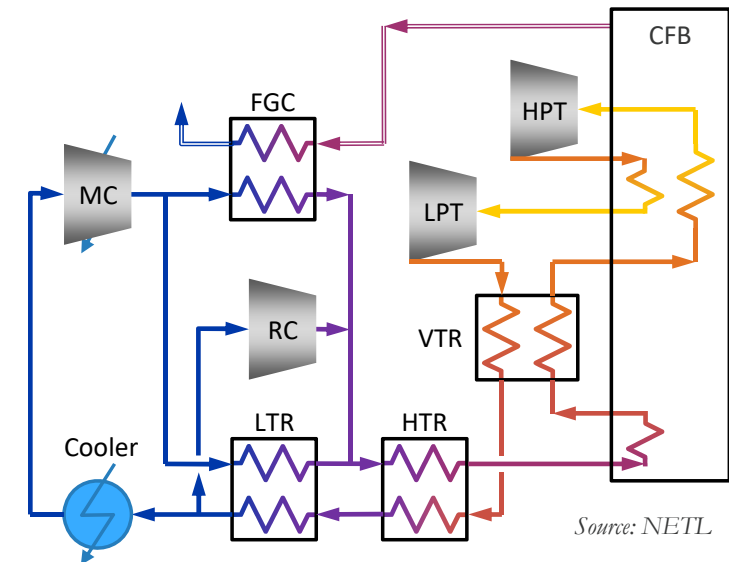 CFB
FGC
HPT
MC
LPT
RC
VTR
LTR
HTR
Cooler
Source: NETL